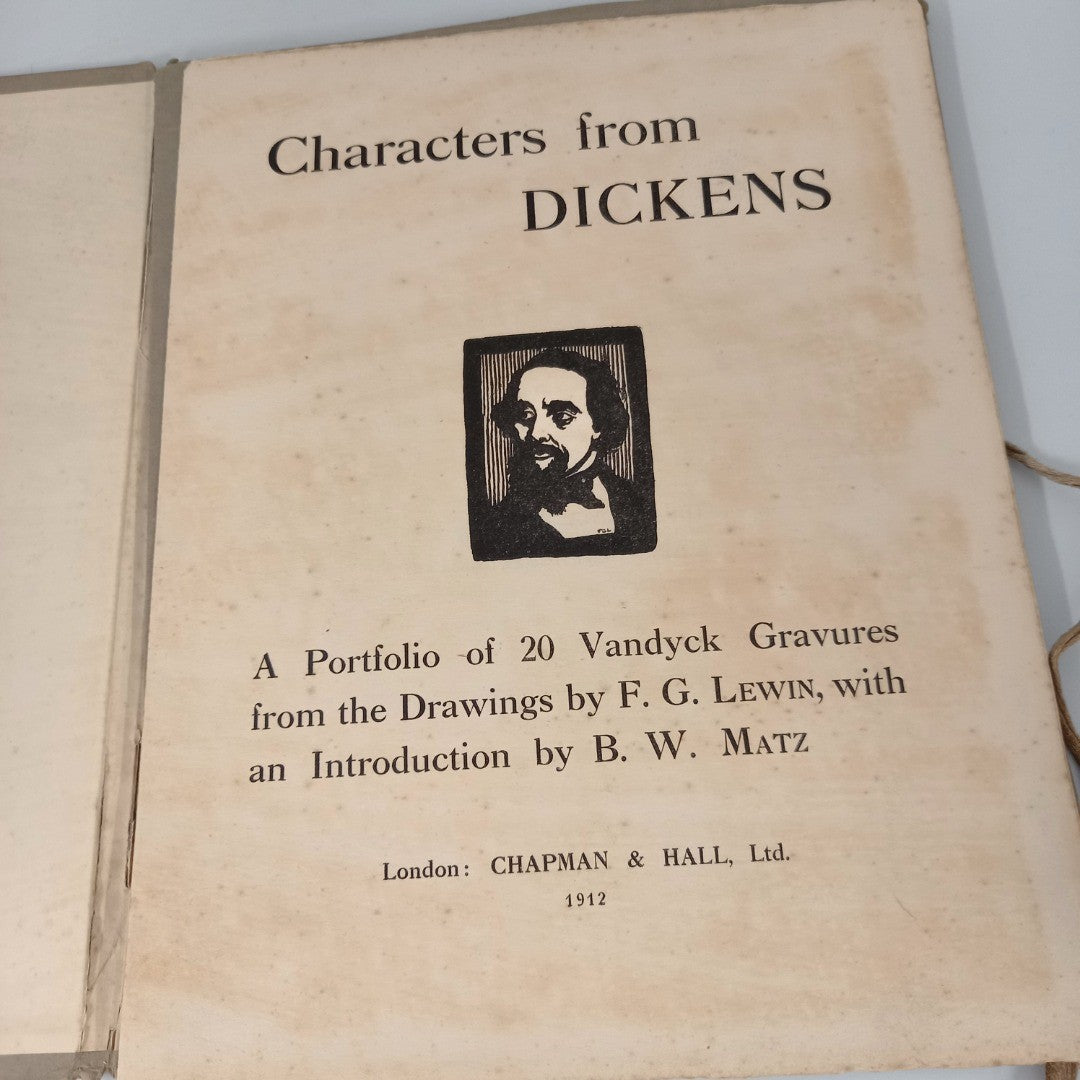 Characters from
DICKENS
FGL
A Portfolio of 20 Vandyck Gravures
from the Drawings by F. G. LEWIN, with
an Introduction by B. W. MATZ
London: CHAPMAN & HALL, Ltd.
1912